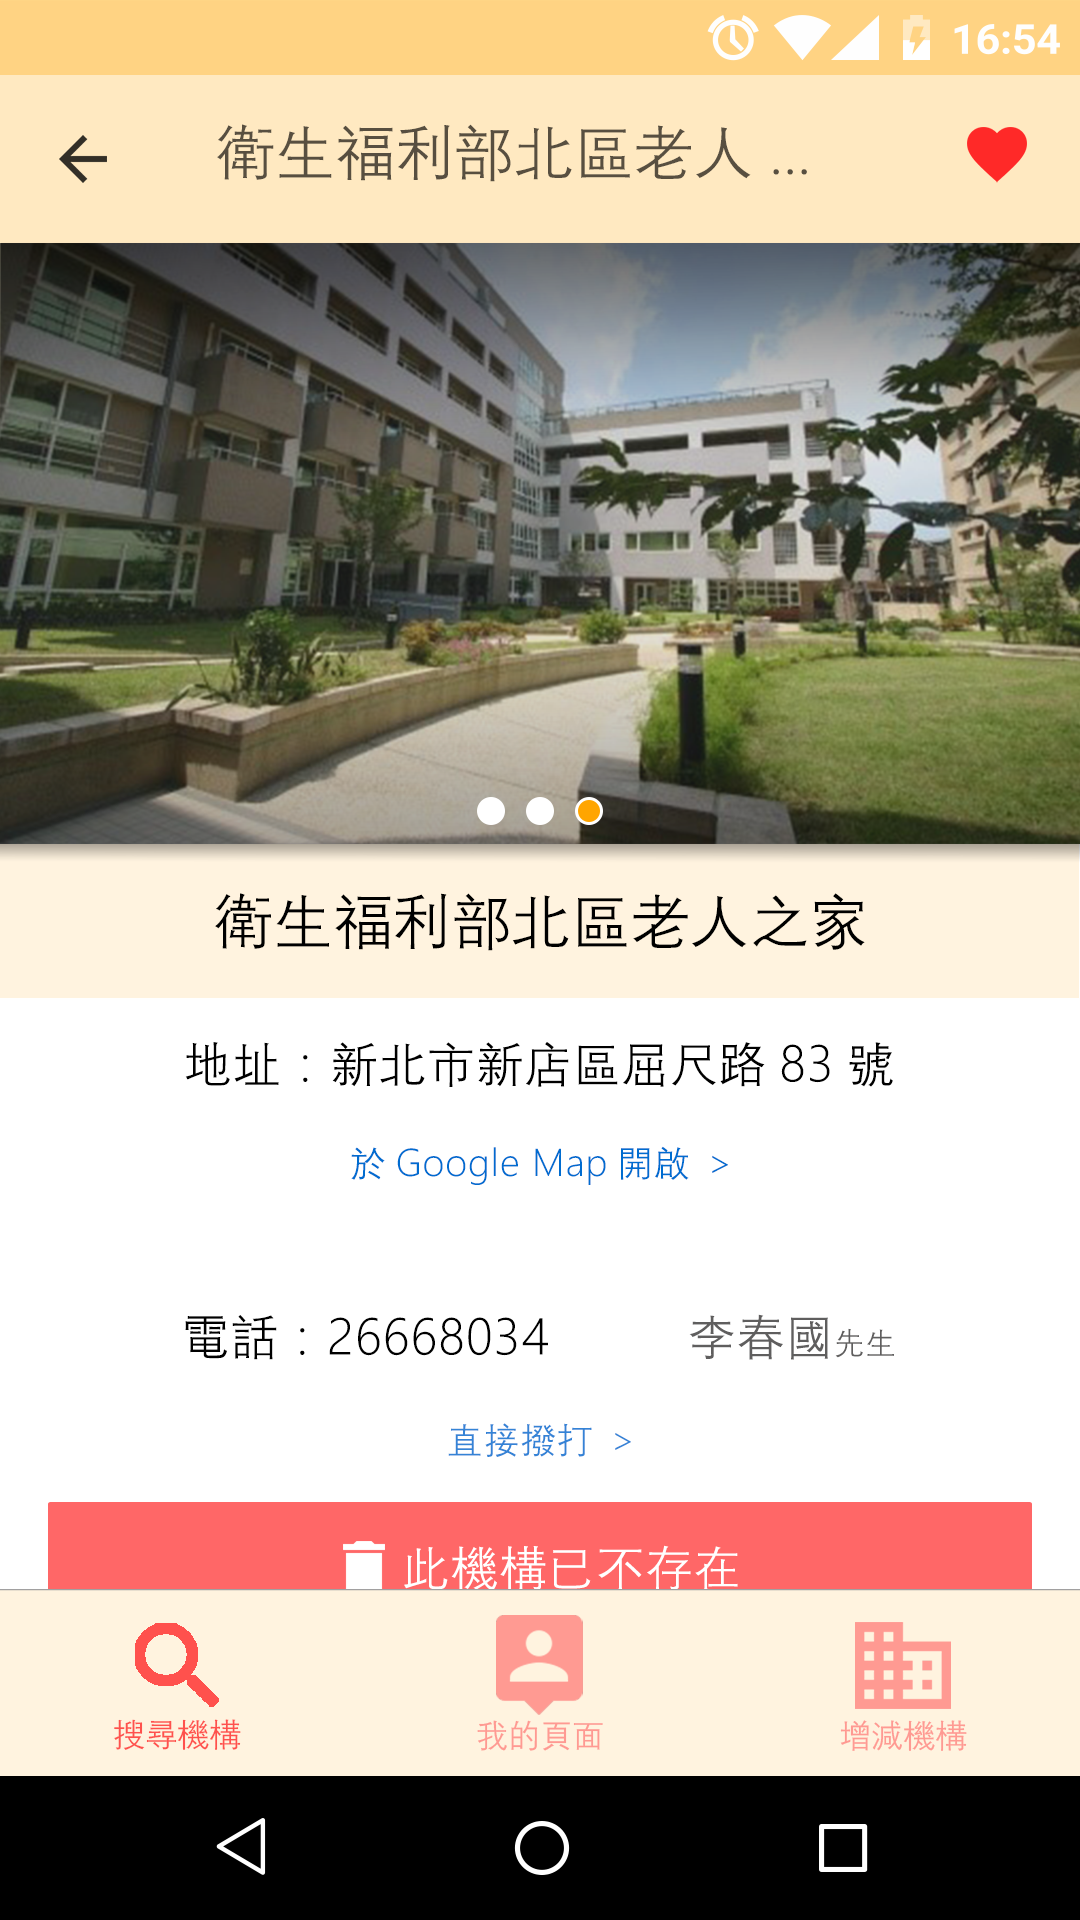 16:54
衛生福利部北區老人 ...
衛生福利部北區老人之家
地址：新北市新店區屈尺路 83 號
於 Google Map 開啟 >
電話：26668034 李春國先生
直接撥打 >
此機構已不存在
搜尋機構 我的頁面 增減機構